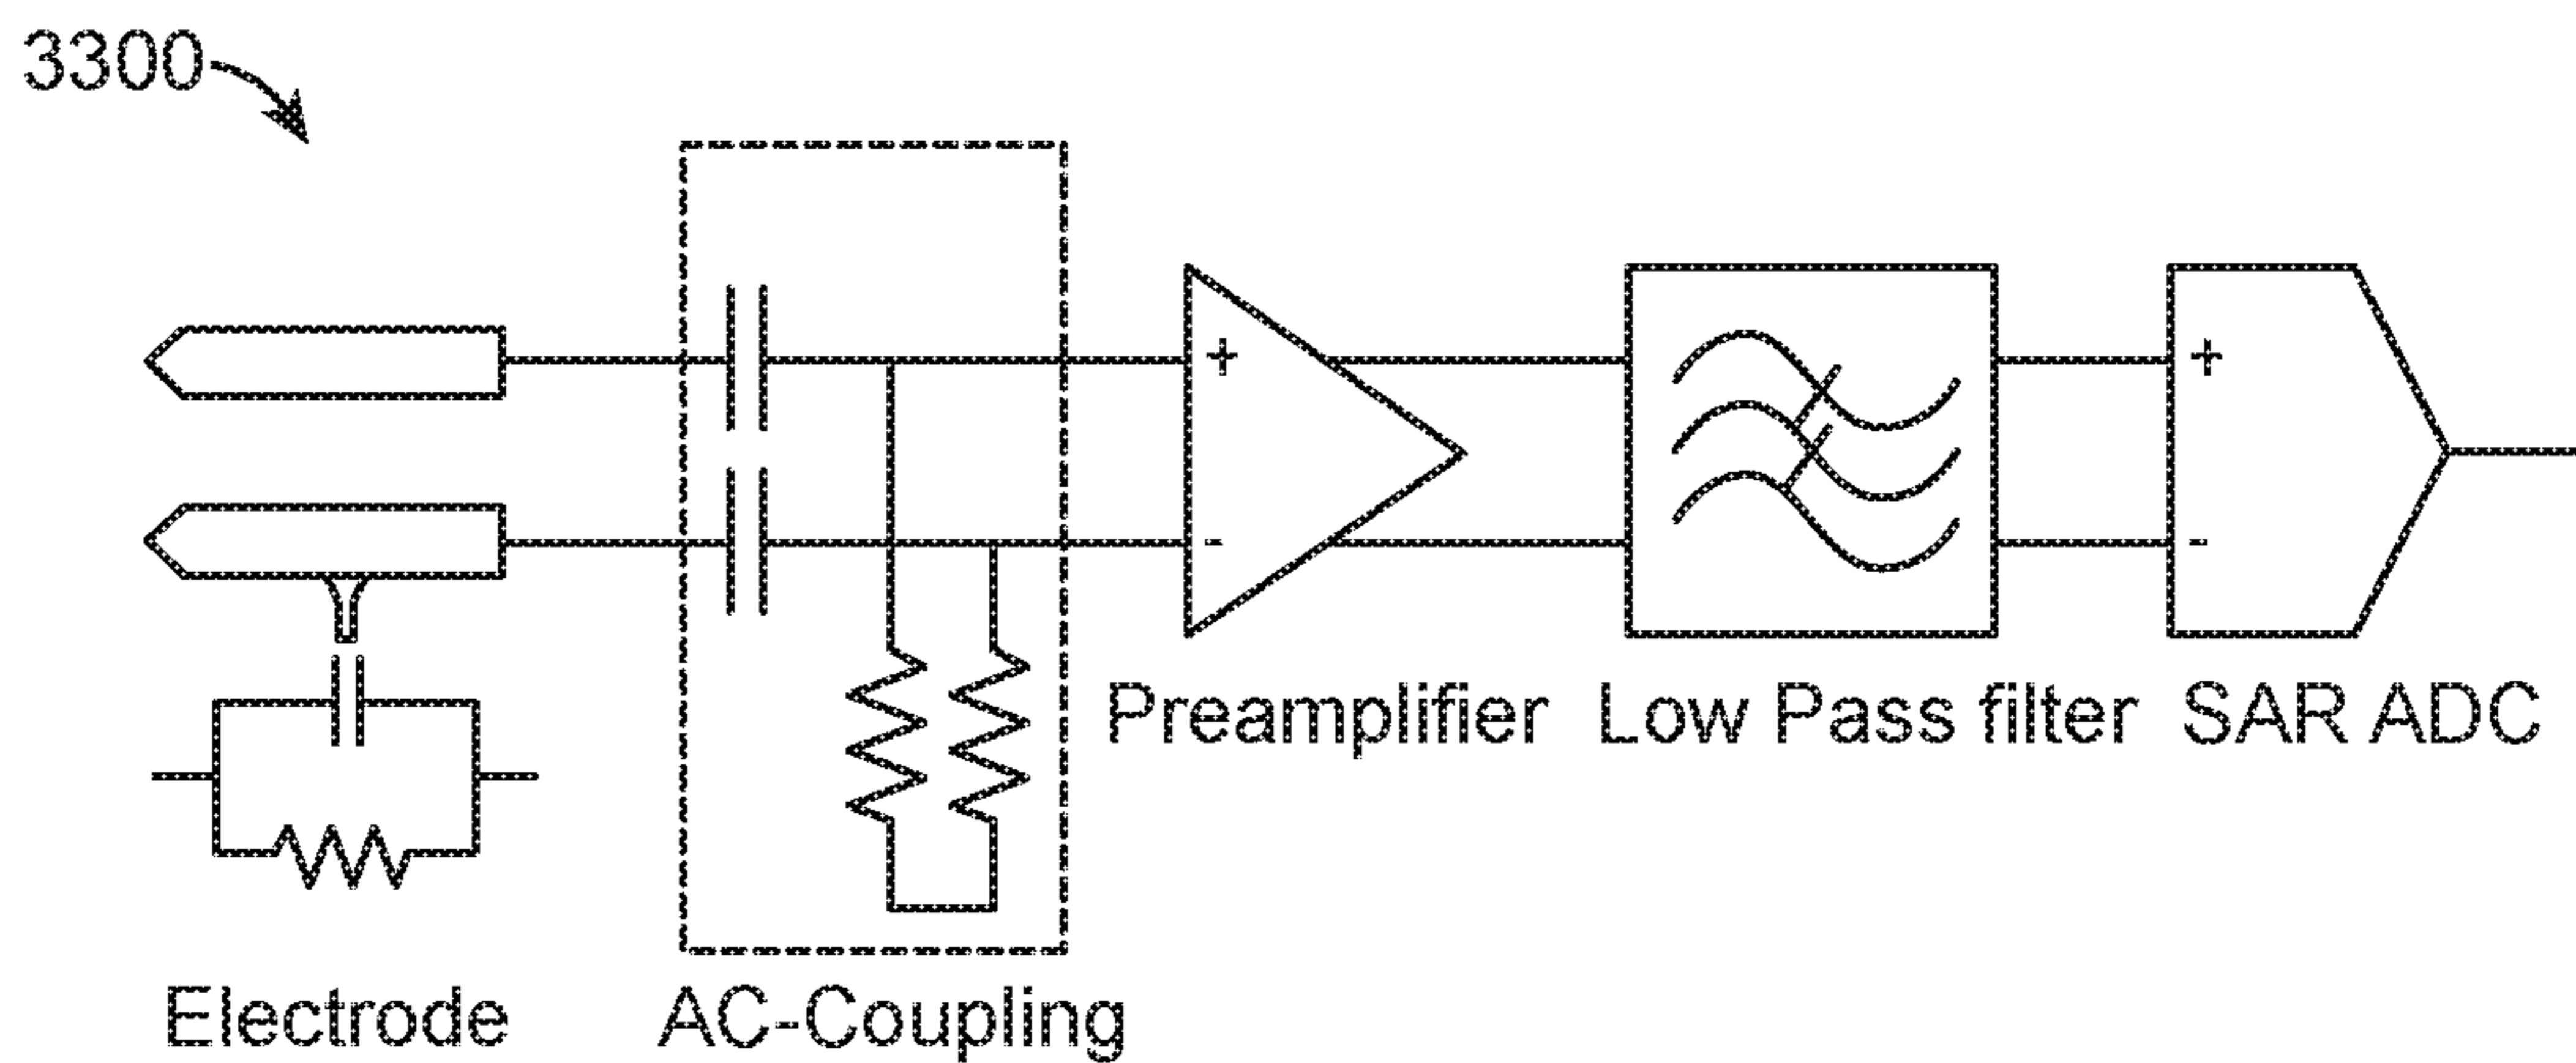 3300
+
+
-
-
Preamplifier
Low Pass filter
SAR ADC
Electrode
AC-Coupling